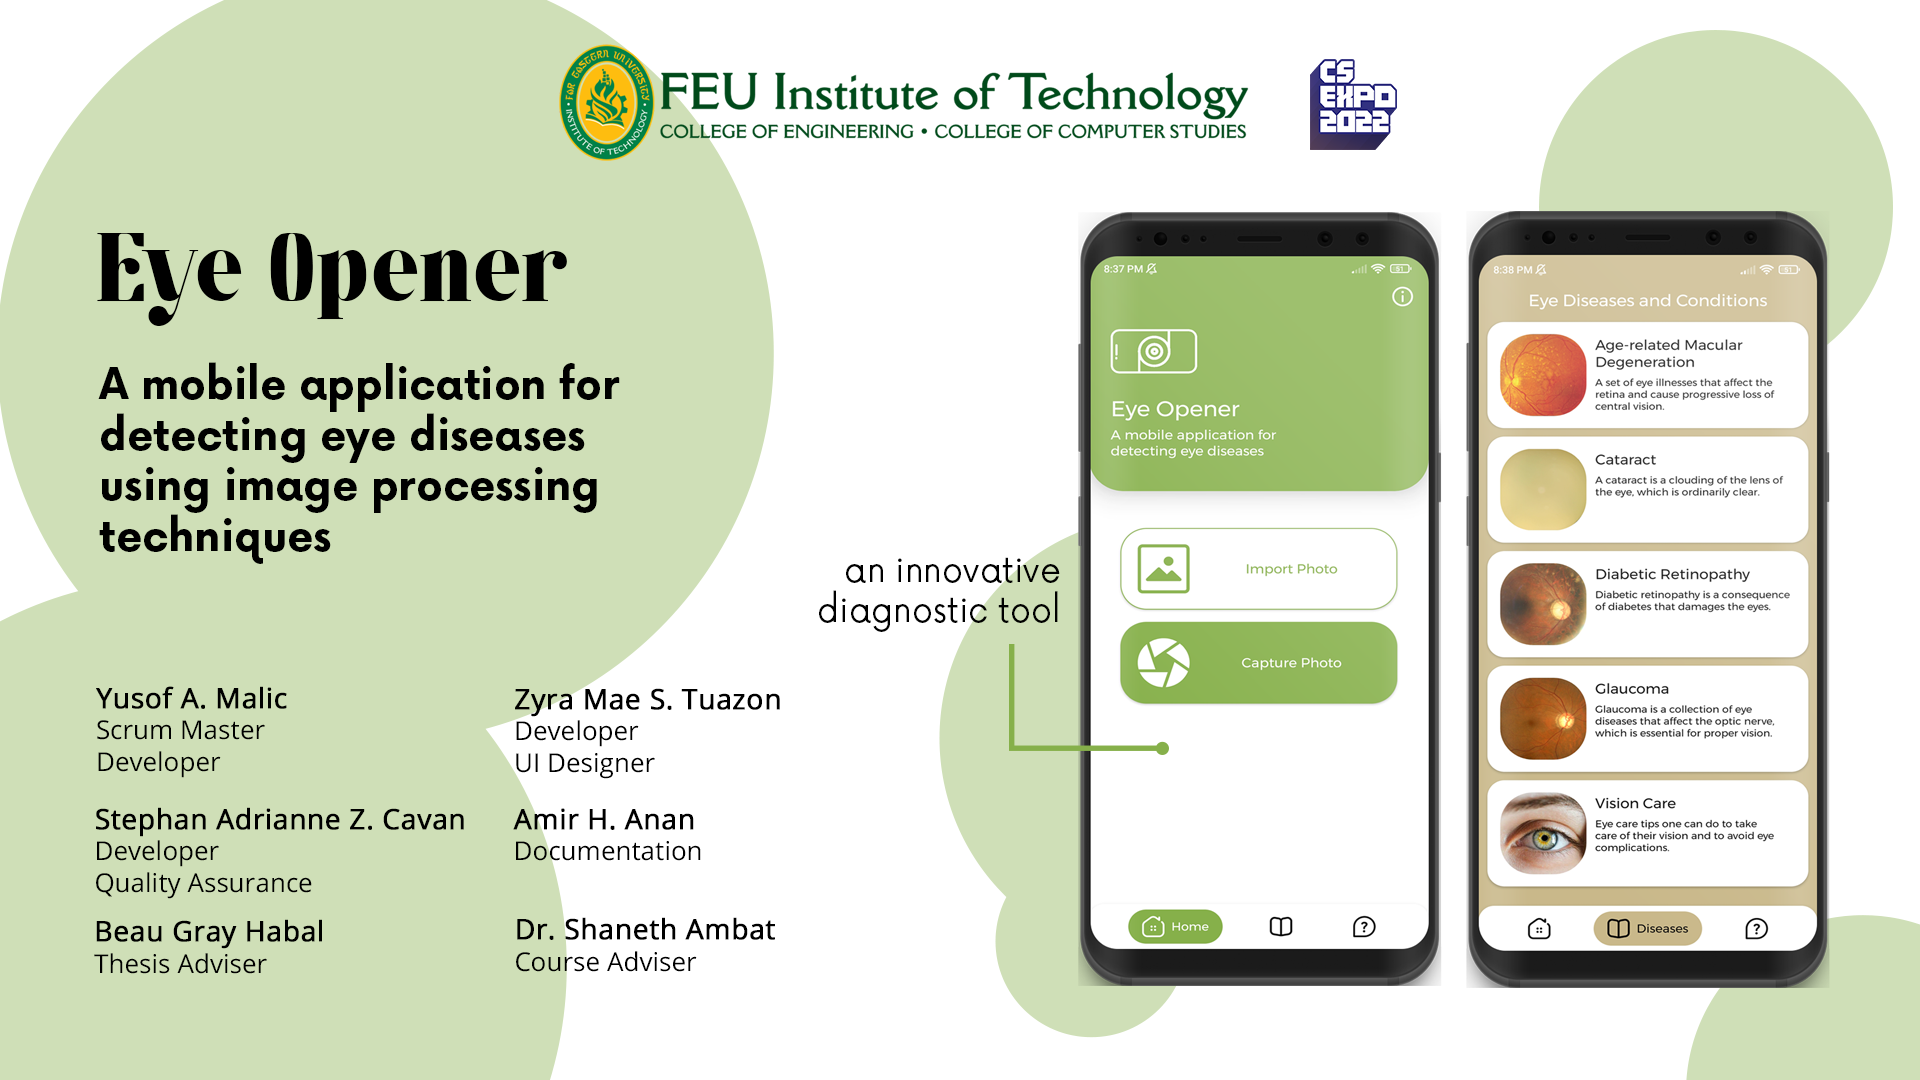 FAR EASTERN UNIVERSITY
INSTITUTE OF TECHNOLOGY
FEU Institute of Technology
COLLEGE OF ENGINEERING • COLLEGE OF COMPUTER STUDIES
CS
EXPO
2022
Eye Opener
A mobile application for
detecting eye diseases
using image processing
techniques
Yusof A. Malic
Scrum Master
Developer
Zyra Mae S. Tuazon
Developer
UI Designer
Stephan Adrianne Z. Cavan
Developer
Quality Assurance
Amir H. Anan
Documentation
Beau Gray Habal
Thesis Adviser
Dr. Shaneth Ambat
Course Adviser
an innovative
diagnostic tool
8:37 PM
51
Eye Opener
A mobile application for
detecting eye diseases
Import Photo
Capture Photo
Home
8:38 PM
51
Eye Diseases and Conditions
Age-related Macular
Degeneration
A set of eye illnesses that affect the
retina and cause progressive loss of
central vision.
Cataract
A cataract is a clouding of the lens of
the eye, which is ordinarily clear.
Diabetic Retinopathy
Diabetic retinopathy is a consequence
of diabetes that damages the eyes.
Glaucoma
Glaucoma is a collection of eye
diseases that affect the optic nerve,
which is essential for proper vision.
Vision Care
Eye care tips one can do to take
care of their vision and to avoid eye
complications.
Diseases